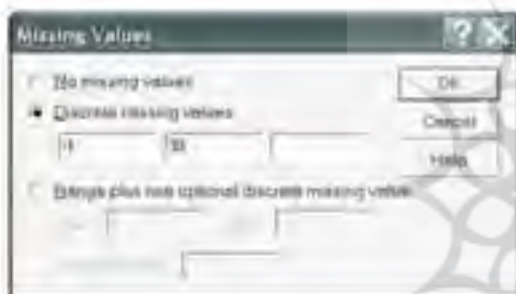 Missing Values
No missing values
OK
Discrete missing values
Cancel
Help
Range plus one optional discrete missing value